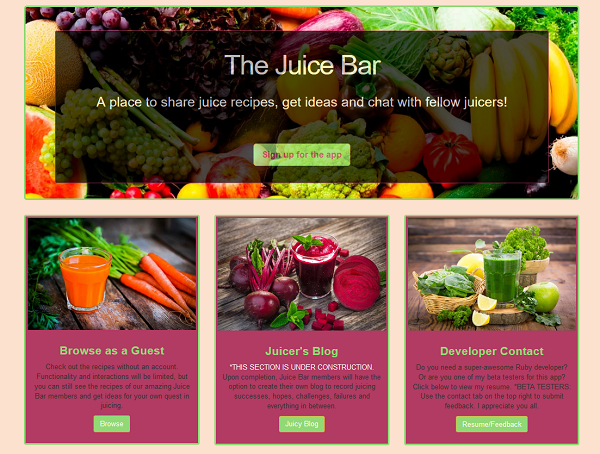 The Juice Bar
A place to share juice recipes, get ideas and chat with fellow juicers!
Sign up for the app
Browse as a Guest
Check out the recipes without an account.
Functionality and interactions will be limited, but
you can still see the recipes of our amazing Juice
Bar members and get ideas for your own quest in
juicing.
Browse
Juicer's Blog
*THIS SECTION IS UNDER CONSTRUCTION.
Upon completion, Juice Bar members will have the
option to create their own blog to record juicing
successes, hopes, challenges, failures and
everything in between.
Juicy Blog
Developer Contact
Do you need a super-awesome Ruby developer?
Or are you one of my beta testers for this app?
Click below to view my resume. *BETA TESTERS:
Use the contact tab on the top right to submit
feedback. I appreciate you all.
Resume/Feedback